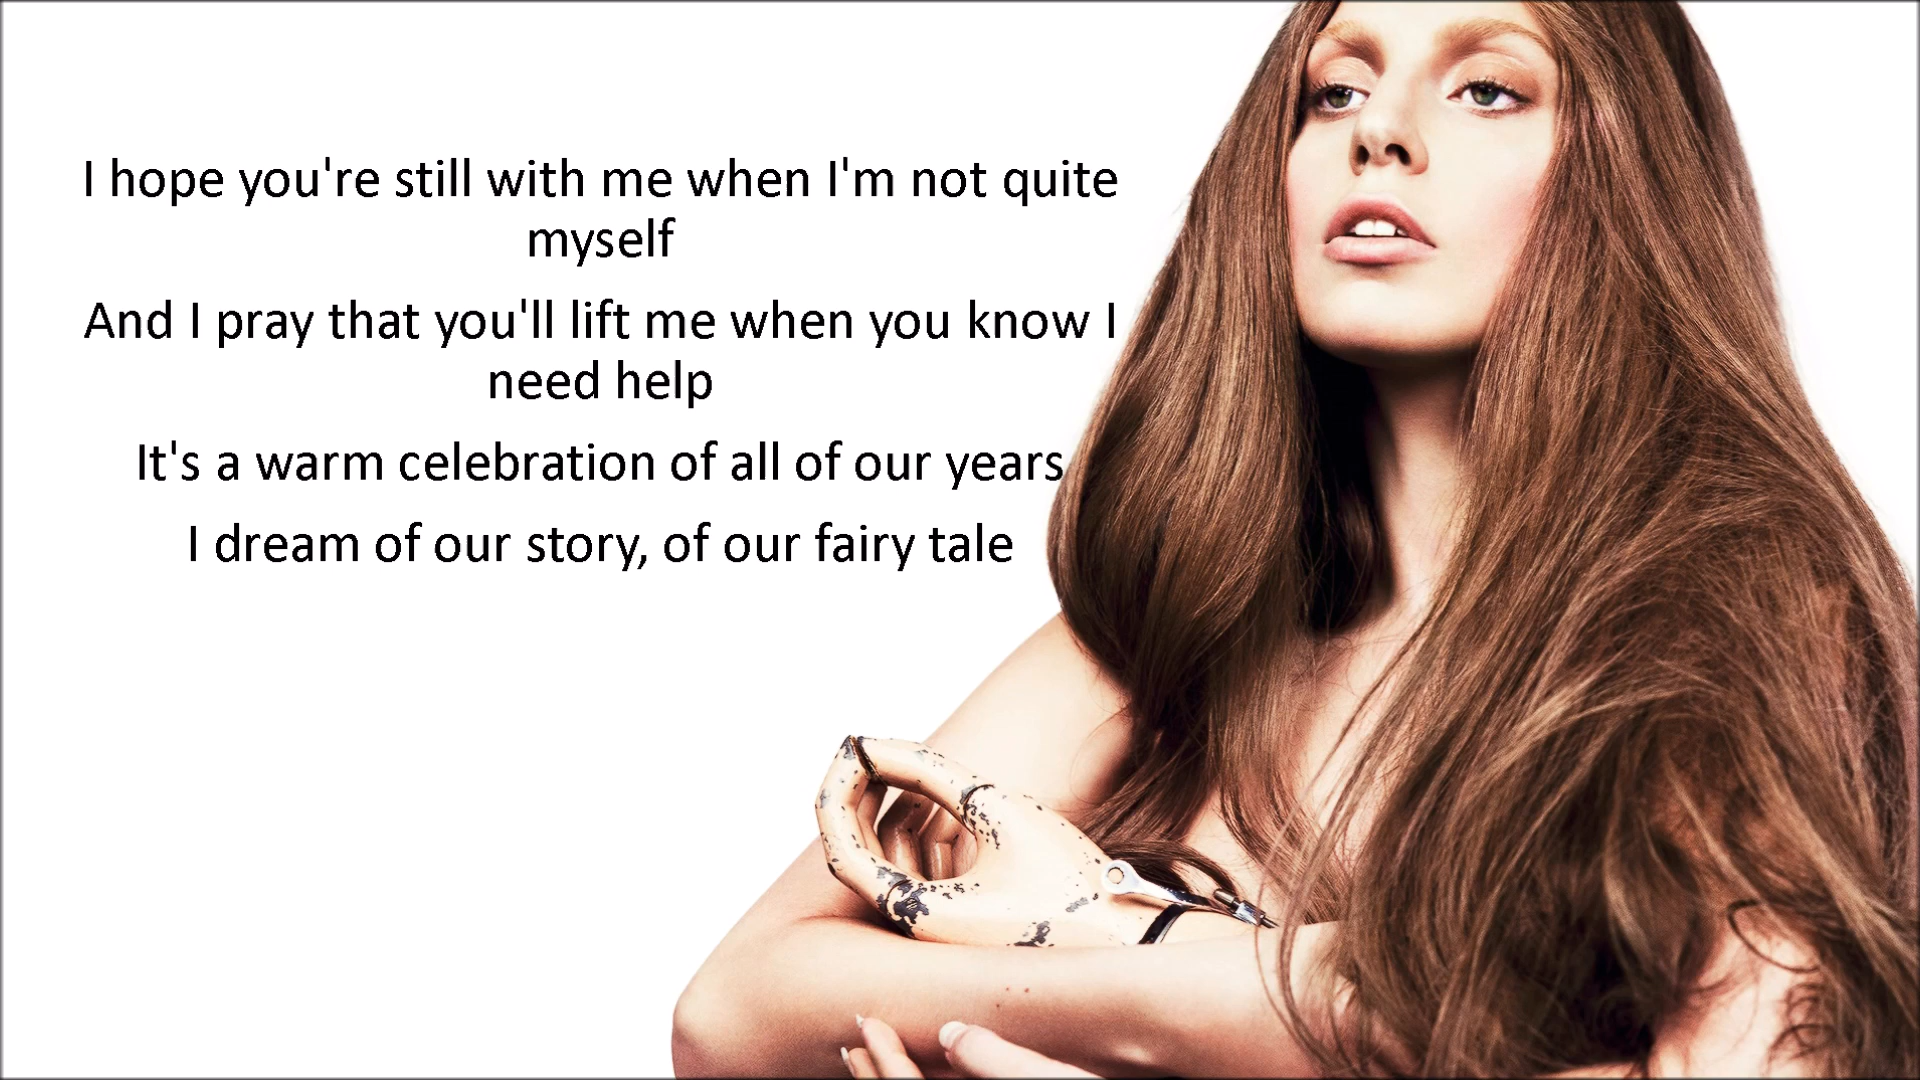 I hope you're still with me when I'm not quite
myself
And I pray that you'll lift me when you know I
need help
It's a warm celebration of all of our years
I dream of our story, of our fairy tale